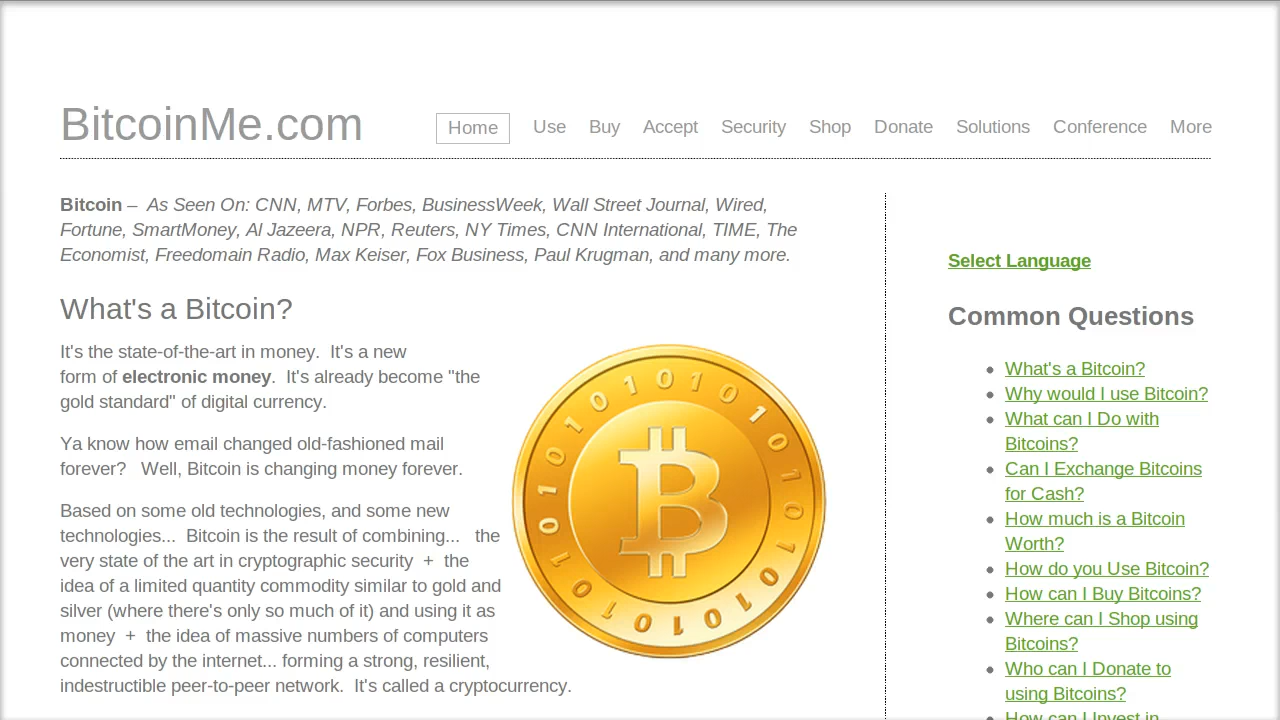 BitcoinMe.com
Home Use Buy Accept Security Shop Donate Solutions Conference More
Bitcoin –  As Seen On: CNN, MTV, Forbes, BusinessWeek, Wall Street Journal, Wired,
Fortune, SmartMoney, Al Jazeera, NPR, Reuters, NY Times, CNN International, TIME, The
Economist, Freedomain Radio, Max Keiser, Fox Business, Paul Krugman, and many more.
What's a Bitcoin?
It's the state-of-the-art in money.  It's a new
form of electronic money.  It's already become "the
gold standard" of digital currency.
Ya know how email changed old-fashioned mail
forever?   Well, Bitcoin is changing money forever.
Based on some old technologies, and some new
technologies...  Bitcoin is the result of combining...   the
very state of the art in cryptographic security  +  the
idea of a limited quantity commodity similar to gold and
silver (where there's only so much of it) and using it as
money  +  the idea of massive numbers of computers
connected by the internet... forming a strong, resilient,
indestructible peer-to-peer network.  It's called a cryptocurrency.
Select Language
Common Questions
What's a Bitcoin?
Why would I use Bitcoin?
What can I Do with
Bitcoins?
Can I Exchange Bitcoins
for Cash?
How much is a Bitcoin
Worth?
How do you Use Bitcoin?
How can I Buy Bitcoins?
Where can I Shop using
Bitcoins?
Who can I Donate to
using Bitcoins?
How can I Invest in